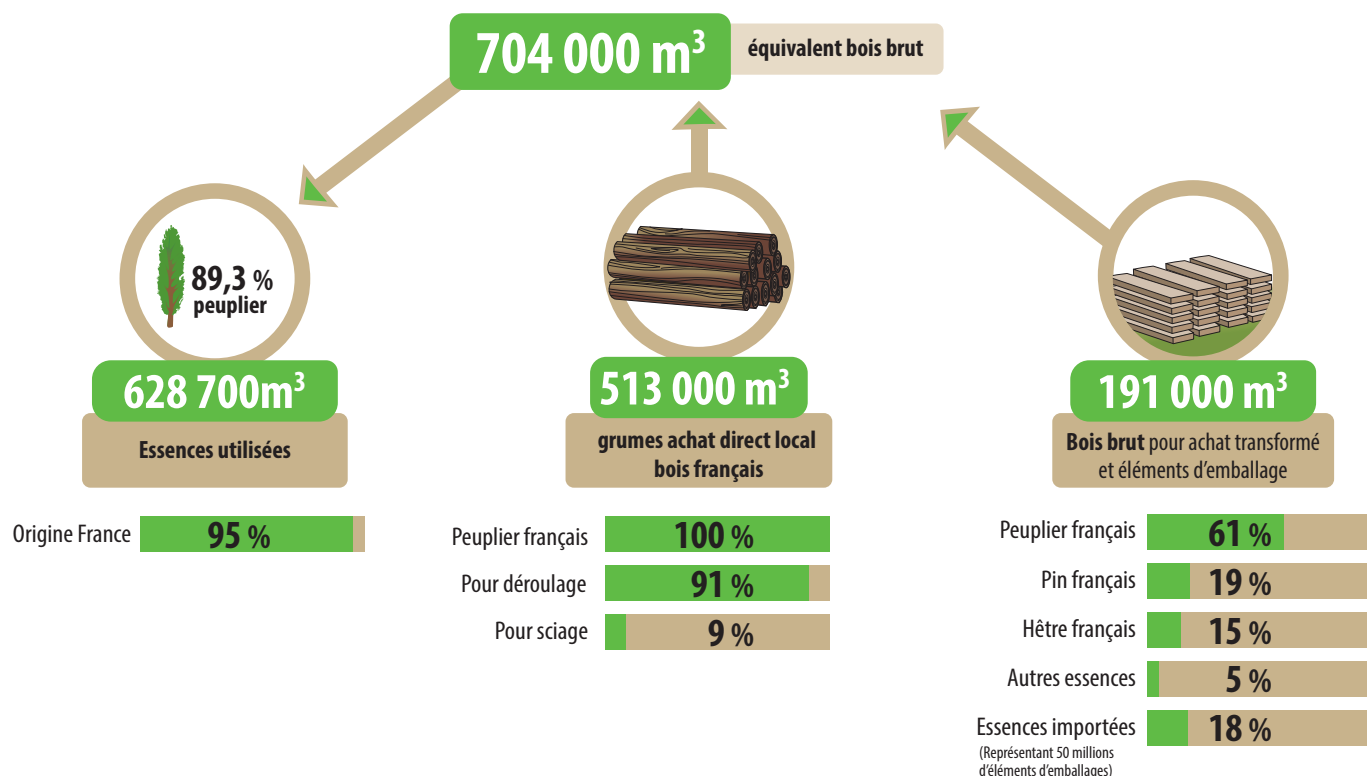 704 000 m³
équivalent bois brut
89,3 %
peuplier
628 700m³
Essences utilisées
Origine France 95 %
513 000 m³
grumes achat direct local
bois français
Peuplier français 100 %
Pour déroulage 91 %
Pour sciage 9 %
191 000 m³
Bois brut pour achat transformé
et éléments d'emballage
Peuplier français 61 %
Pin français 19 %
Hêtre français 15 %
Autres essences 5 %
Essences importées 18 %
(Représentant 50 millions
d'éléments d'emballages)